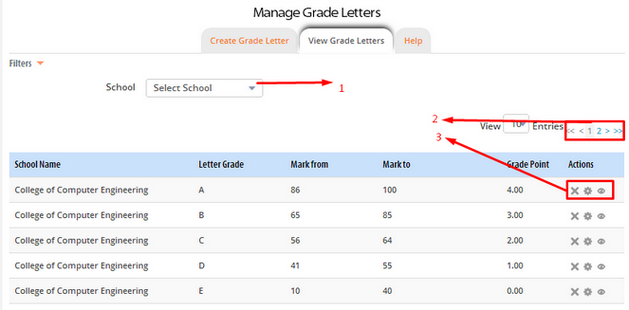 Manage Grade Letters
Create Grade Letter View Grade Letters Help
Filters
School Select School 1
2
View 10 Entries << < 1 2 > >>
3
School Name Letter Grade Mark from Mark to Grade Point Actions
College of Computer Engineering A 86 100 4.00
College of Computer Engineering B 65 85 3.00
College of Computer Engineering C 56 64 2.00
College of Computer Engineering D 41 55 1.00
College of Computer Engineering E 10 40 0.00